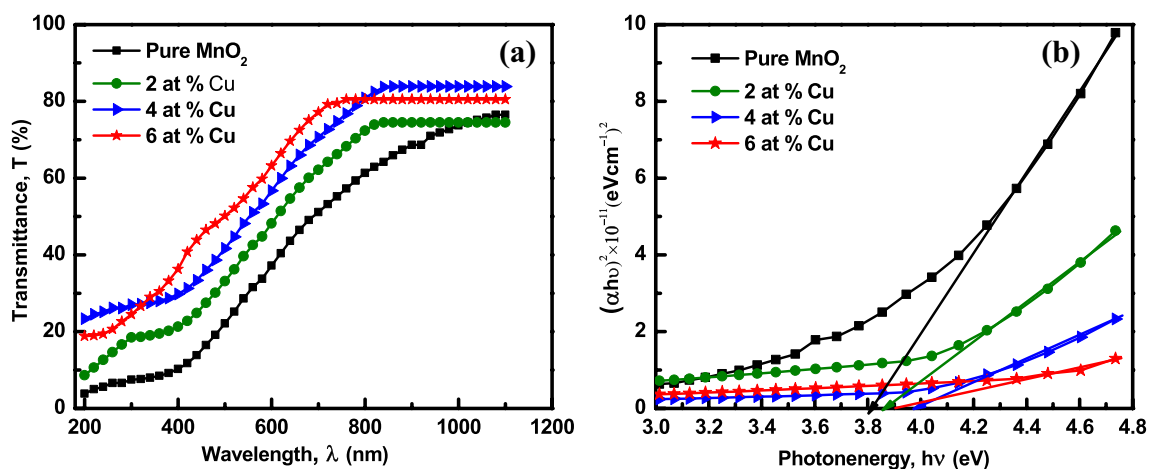 (a)
Pure MnO₂
2 at % Cu
4 at % Cu
6 at % Cu
Transmittance, T (%)
100
80
60
40
20
0
200 400 600 800 1000 1200
Wavelength, λ (nm)
(b)
Pure MnO₂
2 at % Cu
4 at % Cu
6 at % Cu
(αhυ)²×10⁻¹¹(eVcm⁻¹)²
10
8
6
4
2
0
3.0 3.2 3.4 3.6 3.8 4.0 4.2 4.4 4.6 4.8
Photonenergy, hν (eV)